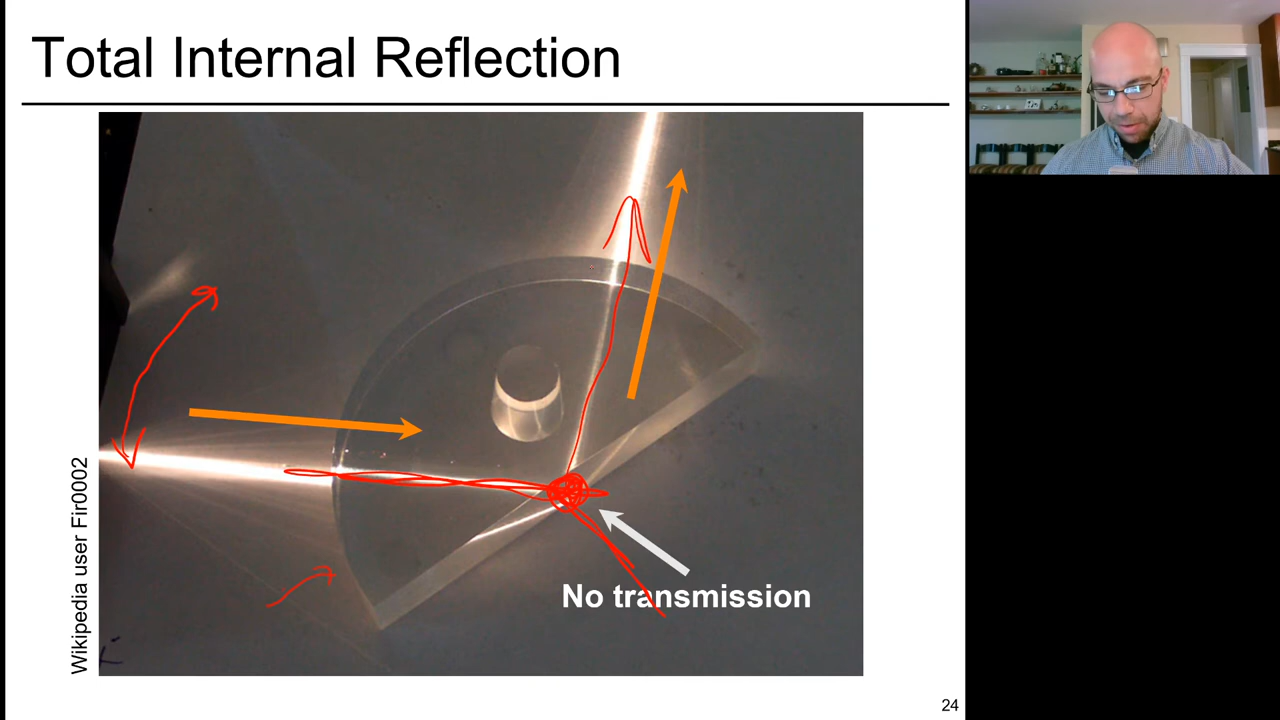 Total Internal Reflection
Wikipedia user Fir0002
No transmission
24